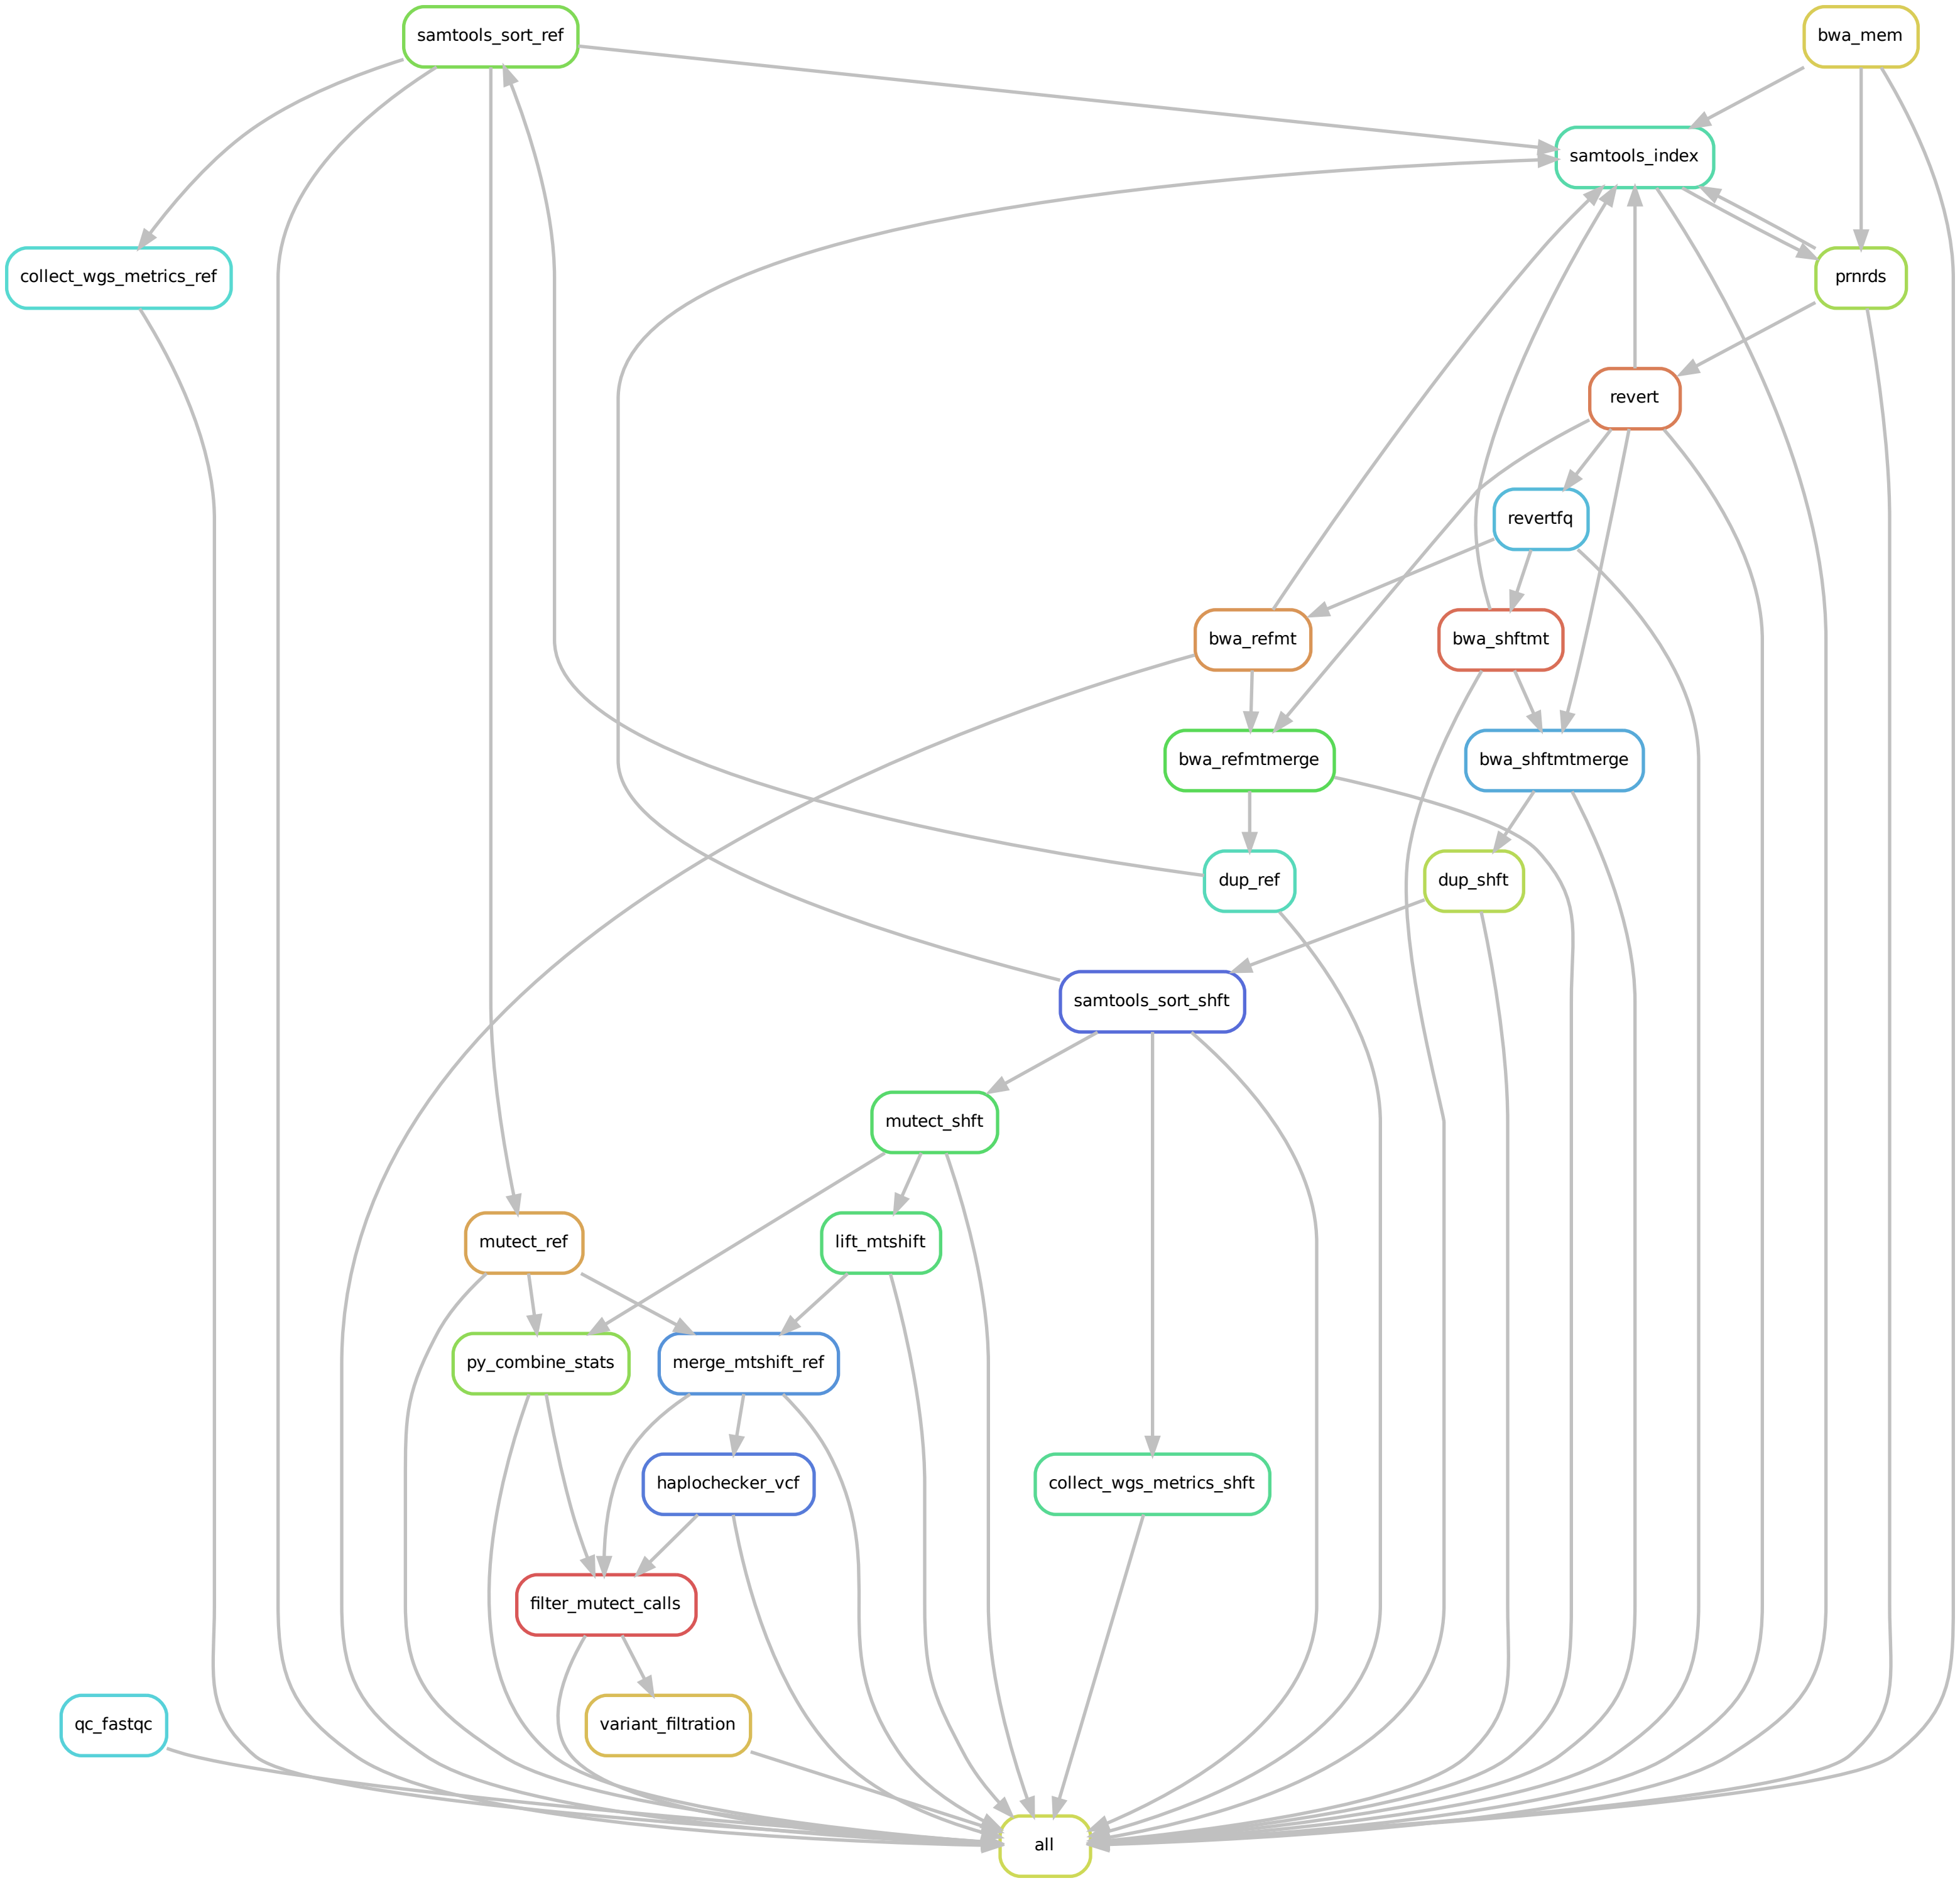 samtools_sort_ref
bwa_mem
samtools_index
collect_wgs_metrics_ref
prnrds
revert
revertfq
bwa_refmt
bwa_shftmt
bwa_refmtmerge
bwa_shftmtmerge
dup_ref
dup_shft
samtools_sort_shft
mutect_shft
mutect_ref
lift_mtshift
py_combine_stats
merge_mtshift_ref
haplochecker_vcf
collect_wgs_metrics_shft
filter_mutect_calls
qc_fastqc
variant_filtration
all